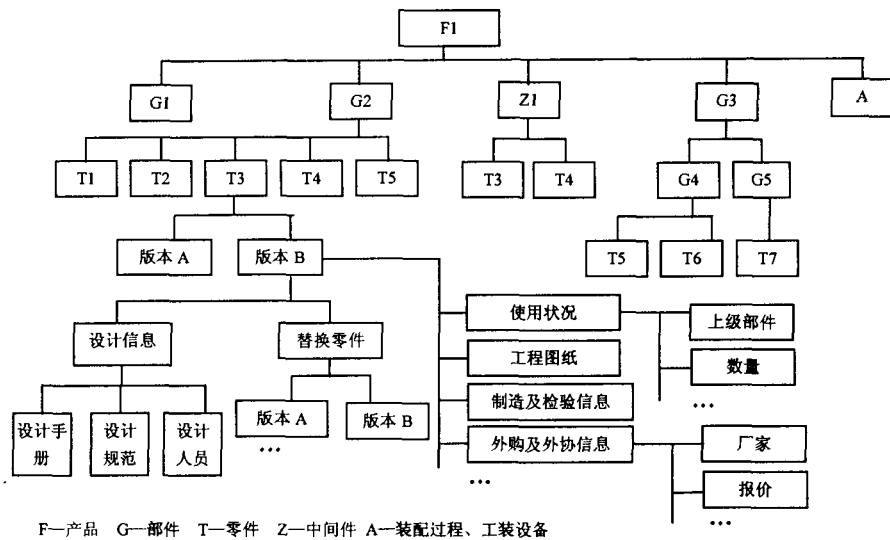 F1
G1 G2 Z1 G3 A
T1 T2 T3 T4 T5 T3 T4 G4 G5
版本 A 版本 B T5 T6 T7
使用状况 上级部件
设计信息 替换零件 工程图纸 数量
制造及检验信息 …
设计手册 设计规范 设计人员 版本 A 版本 B 外购及外协信息 厂家
… … 报价
…
F—产品 G—部件 T—零件 Z—中间件 A—装配过程、工装设备